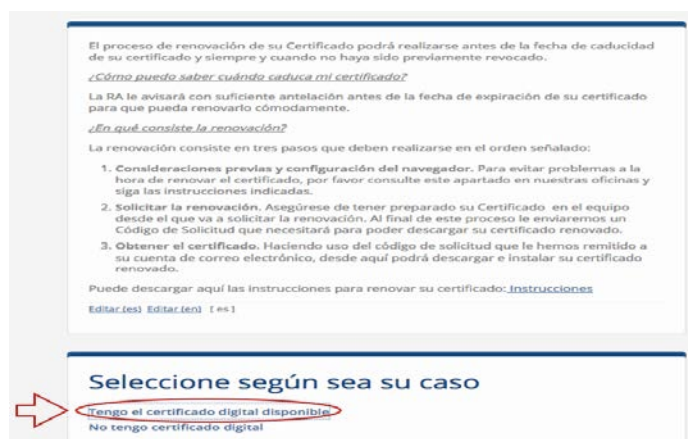 El proceso de renovación de su Certificado podrá realizarse antes de la fecha de caducidad
de su certificado y siempre y cuando no haya sido previamente revocado.
¿Cómo puedo saber cuándo caduca mi certificado?
La RA le avisará con suficiente antelación antes de la fecha de expiración de su certificado
para que pueda renovarlo cómodamente.
¿En qué consiste la renovación?
La renovación consiste en tres pasos que deben realizarse en el orden señalado:
1. Consideraciones previas y configuración del navegador. Para evitar problemas a la
hora de renovar el certificado, por favor consulte este apartado en nuestras oficinas y
siga las instrucciones indicadas.
2. Solicitar la renovación. Asegúrese de tener preparado su Certificado en el equipo
desde el que va a solicitar la renovación. Al final de este proceso le enviaremos un
Código de Solicitud que necesitará para poder descargar su certificado renovado.
3. Obtener el certificado. Haciendo uso del código de solicitud que le hemos remitido a
su cuenta de correo electrónico, desde aquí podrá descargar e instalar su certificado
renovado.
Puede descargar aquí las instrucciones para renovar su certificado: Instrucciones
Editar (es) Editar (en) [ es ]
Seleccione según sea su caso
Tengo el certificado digital disponible
No tengo certificado digital